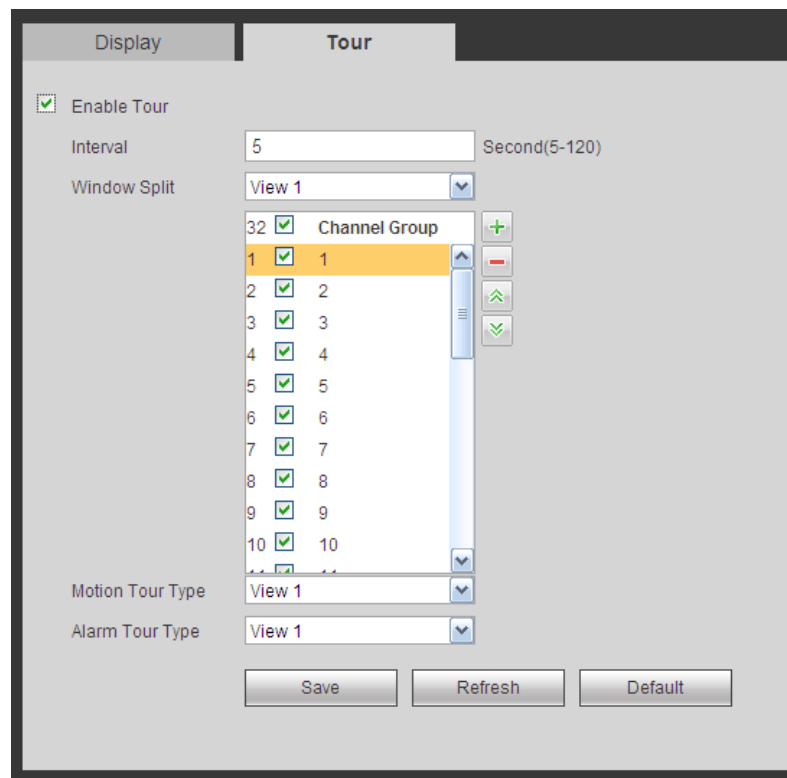 Display Tour
Enable Tour
Interval 5 Second(5-120)
Window Split View 1
32 Channel Group
1 1
2 2
3 3
4 4
5 5
6 6
7 7
8 8
9 9
10 10
Motion Tour Type View 1
Alarm Tour Type View 1
Save Refresh Default